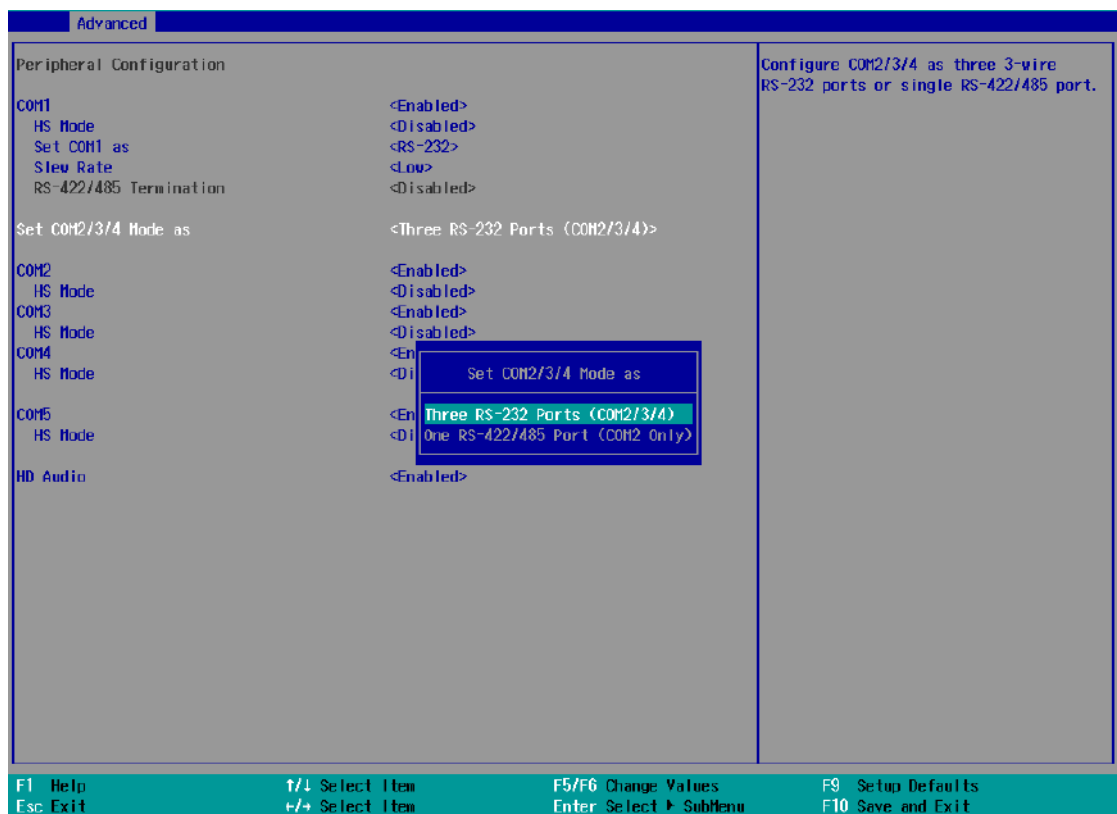 Advanced
Peripheral Configuration
COM1 <Enabled>
HS Mode <Disabled>
Set COM1 as <RS-232>
Slew Rate <Low>
RS-422/485 Termination <Disabled>
Set COM2/3/4 Mode as <Three RS-232 Ports (COM2/3/4)>
COM2 <Enabled>
HS Mode <Disabled>
COM3 <Enabled>
HS Mode <Disabled>
COM4 <En
HS Mode <Di
COM5 <En
HS Mode <Di
HD Audio <Enabled>
Set COM2/3/4 Mode as
Three RS-232 Ports (COM2/3/4)
One RS-422/485 Port (COM2 Only)
Configure COM2/3/4 as three 3-wire
RS-232 ports or single RS-422/485 port.
F1 Help ↑/↓ Select Item F5/F6 Change Values F9 Setup Defaults
Esc Exit ←/→ Select Item Enter Select ▶ SubMenu F10 Save and Exit